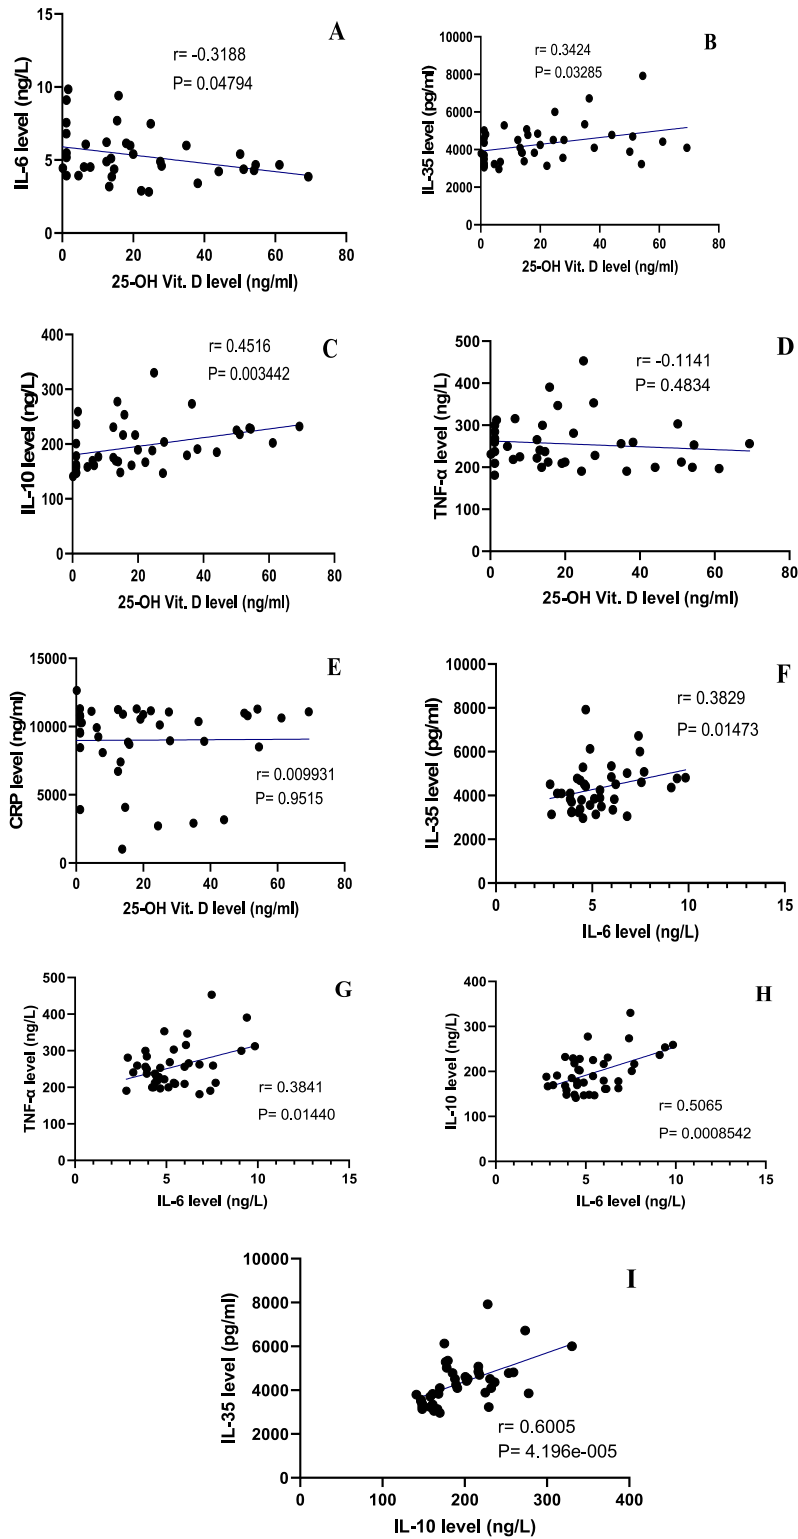 A
r= -0.3188
P= 0.04794
IL-6 level (ng/L)
15
10
5
0
0 20 40 60 80
25-OH Vit. D level (ng/ml)
B
r= 0.3424
P= 0.03285
IL-35 level (pg/ml)
10000
8000
6000
4000
2000
0
0 20 40 60 80
25-OH Vit. D level (ng/ml)
C
r= 0.4516
P= 0.003442
IL-10 level (ng/L)
400
300
200
100
0
0 20 40 60 80
25-OH Vit. D level (ng/ml)
D
r= -0.1141
P= 0.4834
TNF-α level (ng/L)
500
400
300
200
100
0
0 20 40 60 80
25-OH Vit. D level (ng/ml)
E
r= 0.009931
P= 0.9515
CRP level (ng/ml)
15000
10000
5000
0
0 20 40 60 80
25-OH Vit. D level (ng/ml)
F
r= 0.3829
P= 0.01473
IL-35 level (pg/ml)
10000
8000
6000
4000
2000
0
0 5 10 15
IL-6 level (ng/L)
G
r= 0.3841
P= 0.01440
TNF-α level (ng/L)
500
400
300
200
100
0
0 5 10 15
IL-6 level (ng/L)
H
r= 0.5065
P= 0.0008542
IL-10 level (ng/L)
400
300
200
100
0
0 5 10 15
IL-6 level (ng/L)
I
r= 0.6005
P= 4.196e-005
IL-35 level (pg/ml)
10000
8000
6000
4000
2000
0
0 100 200 300 400
IL-10 level (ng/L)